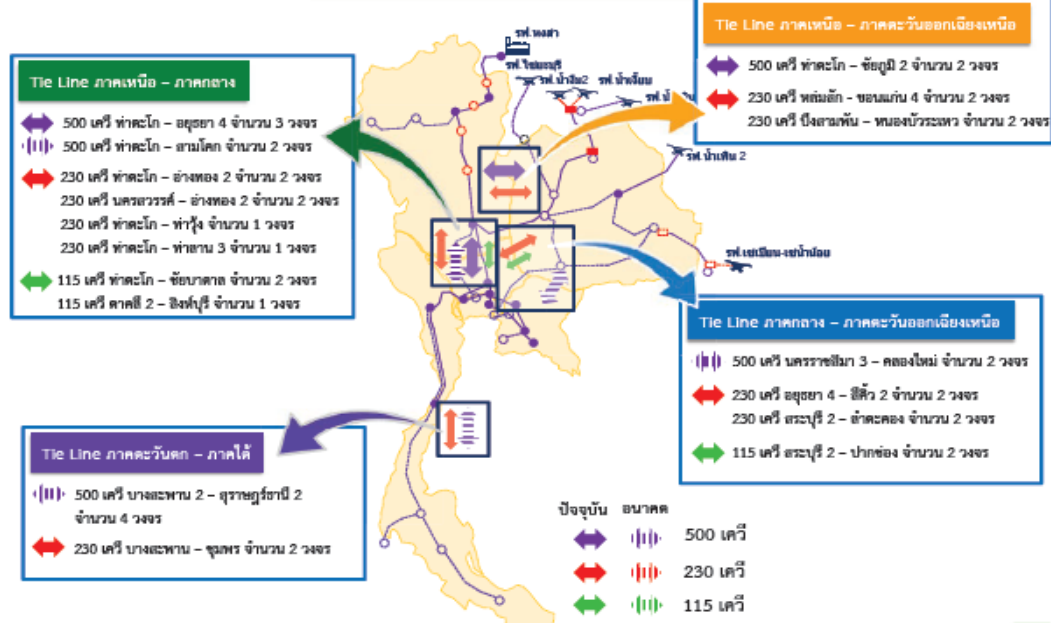 Tie Line ภาคเหนือ – ภาคกลาง
500 เควี ท่าตะโก – อยุธยา 4 จำนวน 3 วงจร
500 เควี ท่าตะโก – สามโคก จำนวน 2 วงจร
230 เควี ท่าตะโก – อ่างทอง 2 จำนวน 2 วงจร
230 เควี นครสวรรค์ – อ่างทอง 2 จำนวน 2 วงจร
230 เควี ท่าตะโก – ท่าวุ้ง จำนวน 1 วงจร
230 เควี ท่าตะโก – ท่าลาน 3 จำนวน 1 วงจร
115 เควี ท่าตะโก – ชัยบาดาล จำนวน 2 วงจร
115 เควี ตาคลี 2 – สิงห์บุรี จำนวน 1 วงจร
รฟ.หงสา
รฟ.ไซยะบุรี
รฟ.น้ำงึม2
รฟ.น้ำเงี้ยบ
รฟ.น้ำเทิน 2
รฟ.เซเปียน-เซน้ำน้อย
Tie Line ภาคเหนือ – ภาคตะวันออกเฉียงเหนือ
500 เควี ท่าตะโก – ชัยภูมิ 2 จำนวน 2 วงจร
230 เควี หล่มสัก - ขอนแก่น 4 จำนวน 2 วงจร
230 เควี บึงสามพัน – หนองบัวระเหว จำนวน 2 วงจร
Tie Line ภาคกลาง – ภาคตะวันออกเฉียงเหนือ
500 เควี นครราชสีมา 3 – คลองใหม่ จำนวน 2 วงจร
230 เควี อยุธยา 4 – สีคิ้ว 2 จำนวน 2 วงจร
230 เควี สระบุรี 2 – ลำตะคอง จำนวน 2 วงจร
115 เควี สระบุรี 2 – ปากช่อง จำนวน 2 วงจร
Tie Line ภาคตะวันตก – ภาคใต้
500 เควี บางสะพาน 2 – สุราษฎร์ธานี 2
จำนวน 4 วงจร
230 เควี บางสะพาน – ชุมพร จำนวน 2 วงจร
ปัจจุบัน อนาคต
500 เควี
230 เควี
115 เควี